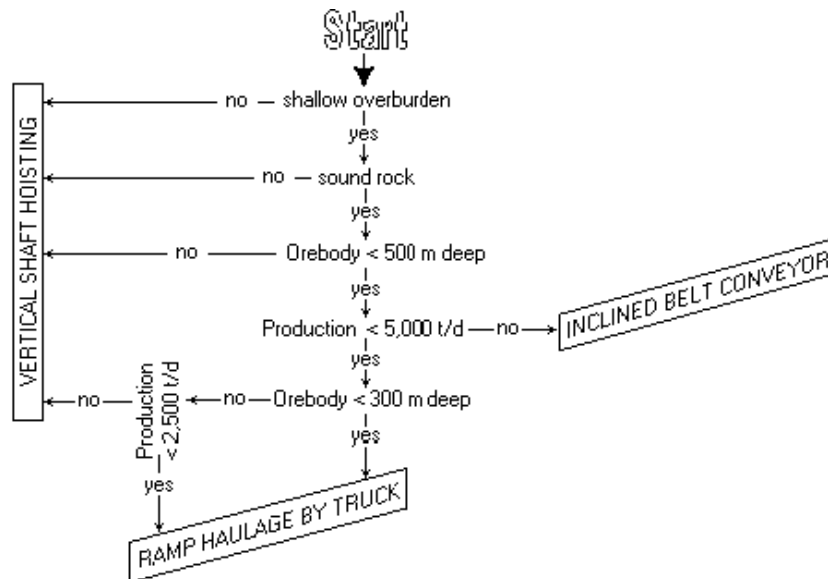 Start
no
shallow overburden
yes
no
sound rock
yes
no
Orebody < 500 m deep
yes
Production < 5,000 t/d
no
INCLINED BELT CONVEYOR
yes
no
Production
< 2,500 t/d
no
Orebody < 300 m deep
yes
yes
RAMP HAULAGE BY TRUCK
VERTICAL SHAFT HOISTING